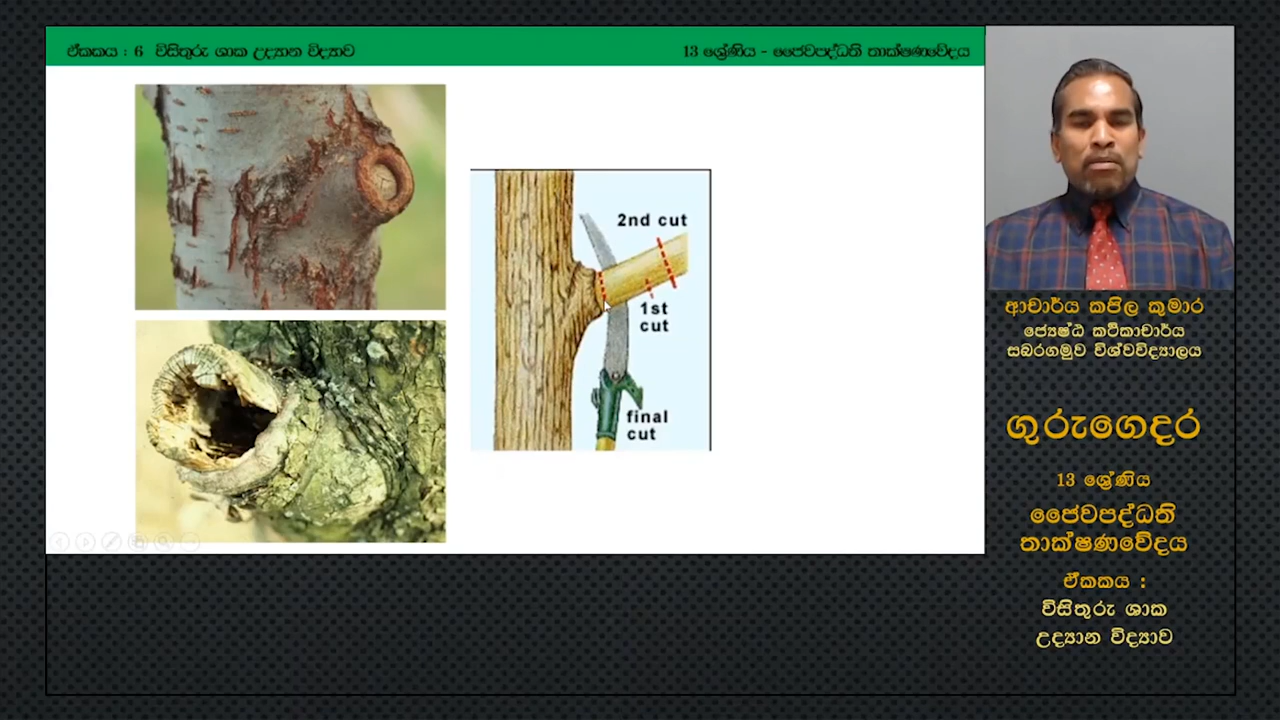 ඒකකය : 6 විසිතුරු ශාක උද්‍යාන විද්‍යාව
13 ශ්‍රේණිය - ජෛවපද්ධති තාක්ෂණවේදය
2nd cut
1st
cut
final
cut
ආචාර්ය කපිල කුමාර
ජ්‍යෙෂ්ඨ කථිකාචාර්ය
සබරගමුව විශ්වවිද්‍යාලය
ගුරුගෙදර
13 ශ්‍රේණිය
ජෛවපද්ධති
තාක්ෂණවේදය
ඒකකය :
විසිතුරු ශාක
උද්‍යාන විද්‍යාව